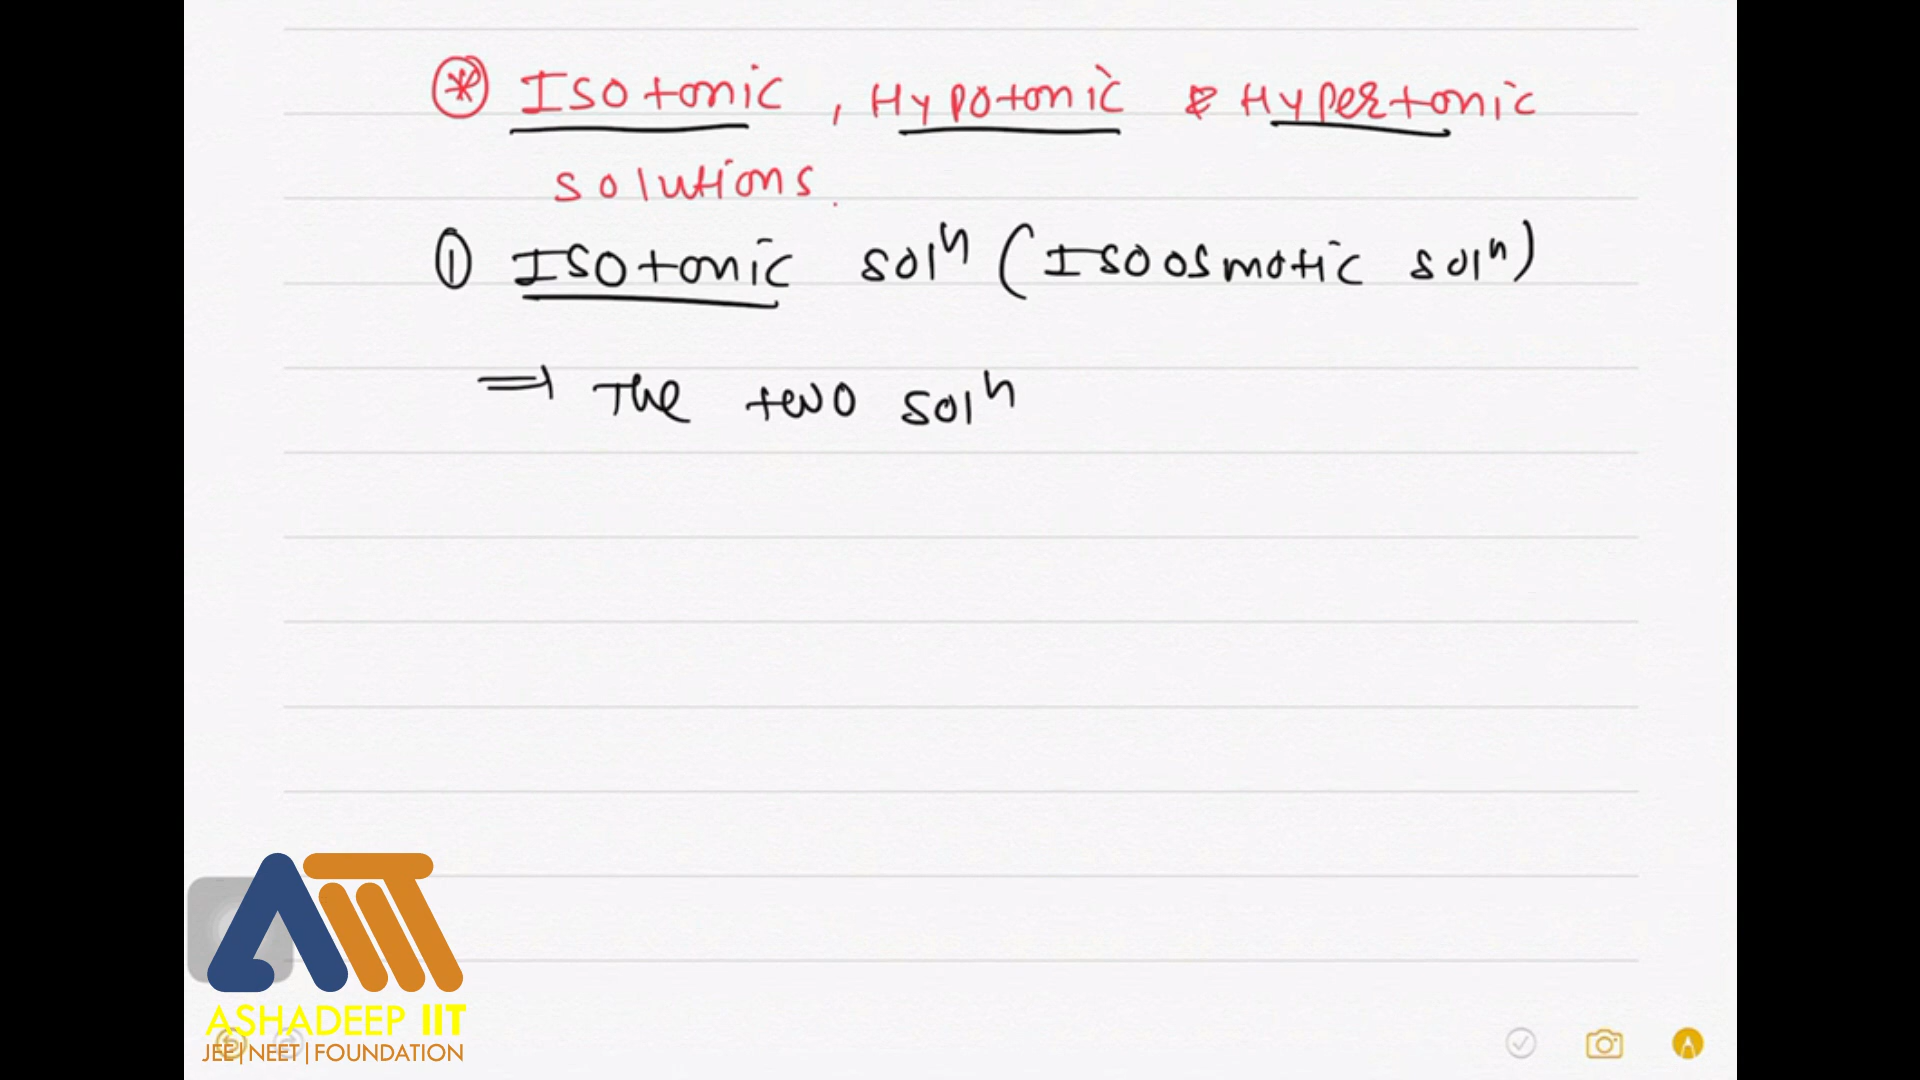 * Isotonic, Hypotonic & Hypertonic
solutions.
① Isotonic solⁿ (Isoosmotic solⁿ)
⇒ The two solⁿ
ASHADEEP IIT
JEE|NEET|FOUNDATION